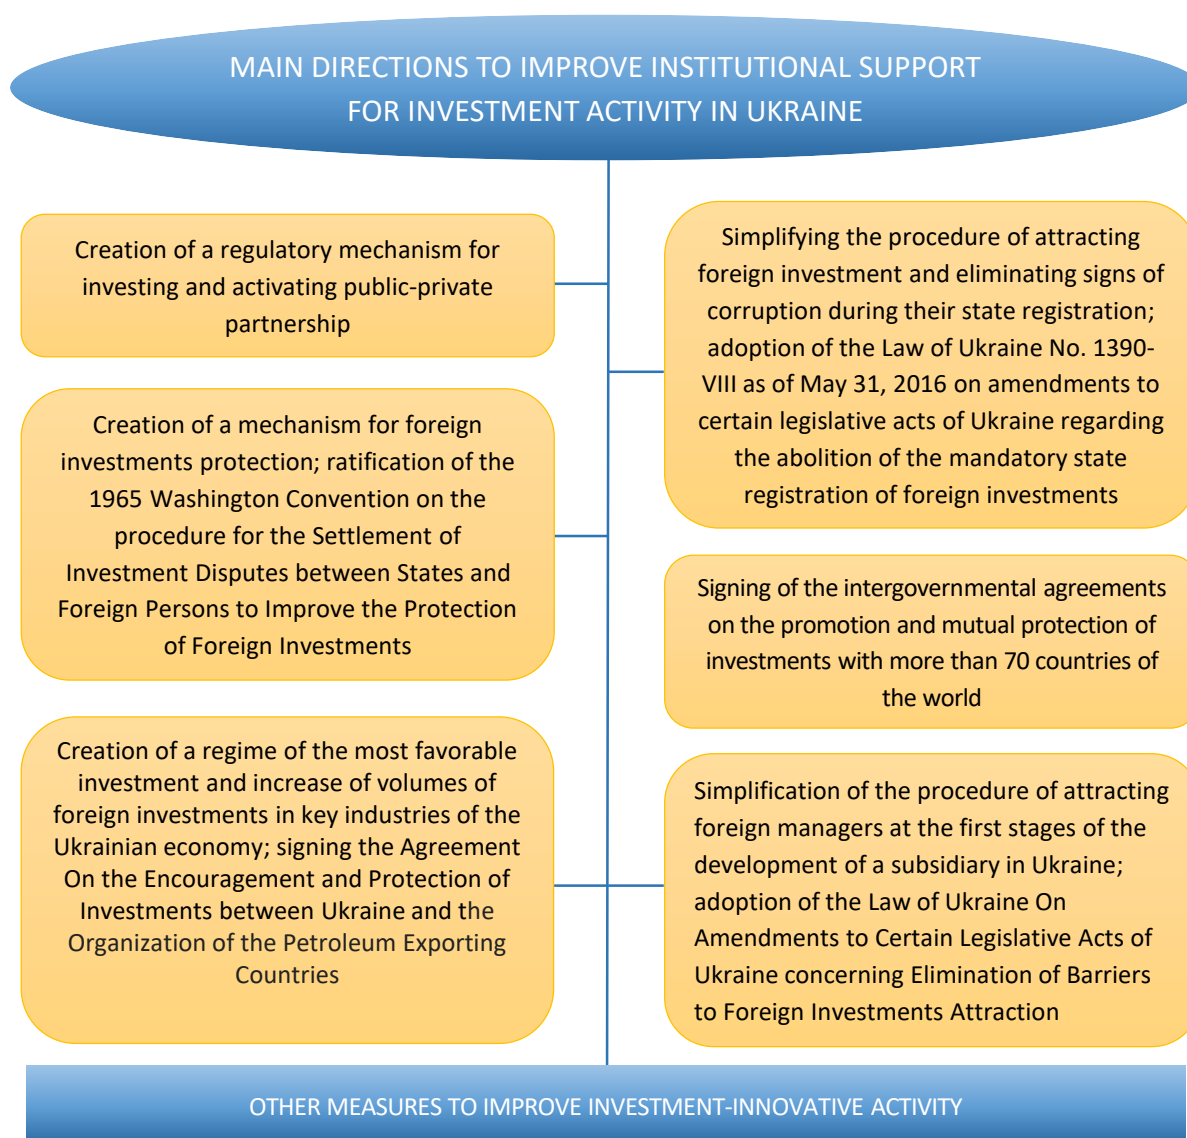 MAIN DIRECTIONS TO IMPROVE INSTITUTIONAL SUPPORT
FOR INVESTMENT ACTIVITY IN UKRAINE
Creation of a regulatory mechanism for
investing and activating public-private
partnership
Creation of a mechanism for foreign
investments protection; ratification of the
1965 Washington Convention on the
procedure for the Settlement of
Investment Disputes between States and
Foreign Persons to Improve the Protection
of Foreign Investments
Creation of a regime of the most favorable
investment and increase of volumes of
foreign investments in key industries of the
Ukrainian economy; signing the Agreement
On the Encouragement and Protection of
Investments between Ukraine and the
Organization of the Petroleum Exporting
Countries
Simplifying the procedure of attracting
foreign investment and eliminating signs of
corruption during their state registration;
adoption of the Law of Ukraine No. 1390-
VIII as of May 31, 2016 on amendments to
certain legislative acts of Ukraine regarding
the abolition of the mandatory state
registration of foreign investments
Signing of the intergovernmental agreements
on the promotion and mutual protection of
investments with more than 70 countries of
the world
Simplification of the procedure of attracting
foreign managers at the first stages of the
development of a subsidiary in Ukraine;
adoption of the Law of Ukraine On
Amendments to Certain Legislative Acts of
Ukraine concerning Elimination of Barriers
to Foreign Investments Attraction
OTHER MEASURES TO IMPROVE INVESTMENT-INNOVATIVE ACTIVITY